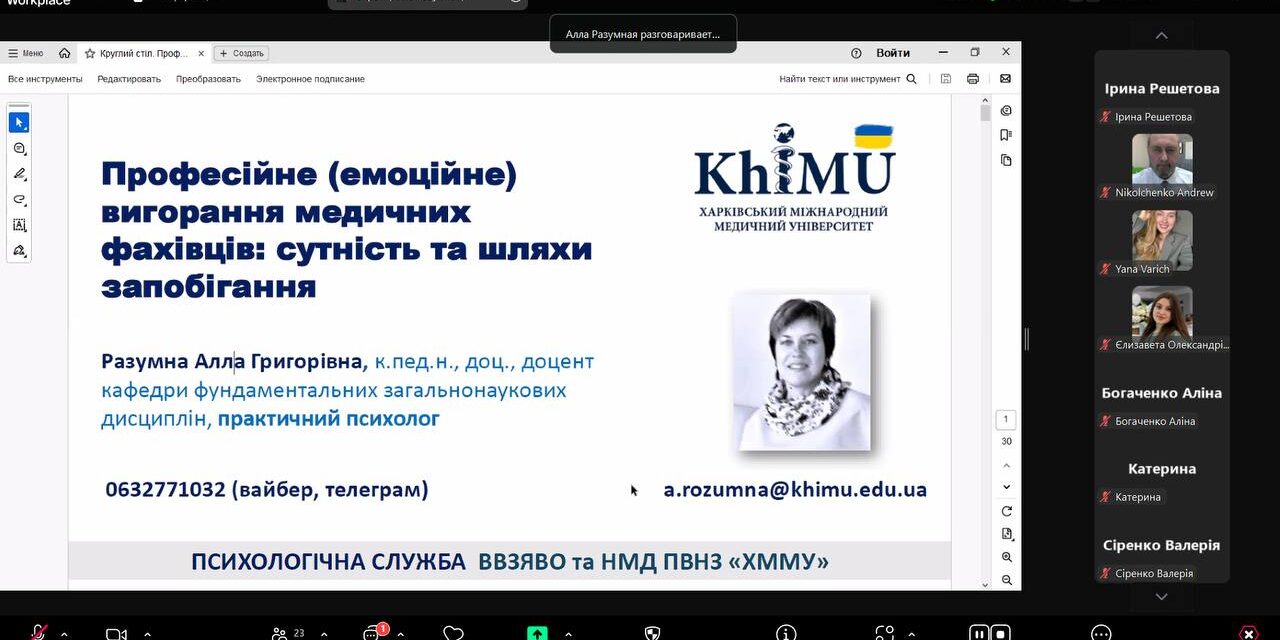 Workplace
Алла Разумная разговаривает...
Меню
Круглий стіл. Проф...
Создать
Войти
Все инструменты
Редактировать
Преобразовать
Электронное подписание
Найти текст или инструмент
Професійне (емоційне)
вигорання медичних
фахівців: сутність та шляхи
запобігання
KhIMU
ХАРКІВСЬКИЙ МІЖНАРОДНИЙ
МЕДИЧНИЙ УНІВЕРСИТЕТ
Разумна Алла Григорівна, к.пед.н., доц., доцент
кафедри фундаментальних загальнонаукових
дисциплін, практичний психолог
0632771032 (вайбер, телеграм)
a.rozumna@khimu.edu.ua
ПСИХОЛОГІЧНА СЛУЖБА ВВЗЯВО та НМД ПВНЗ «ХММУ»
1
30
Ірина Решетова
Ірина Решетова
Nikolchenko Andrew
Yana Varich
Єлизавета Олександрі...
Богаченко Аліна
Богаченко Аліна
Катерина
Катерина
Сіренко Валерія
Сіренко Валерія
23
1